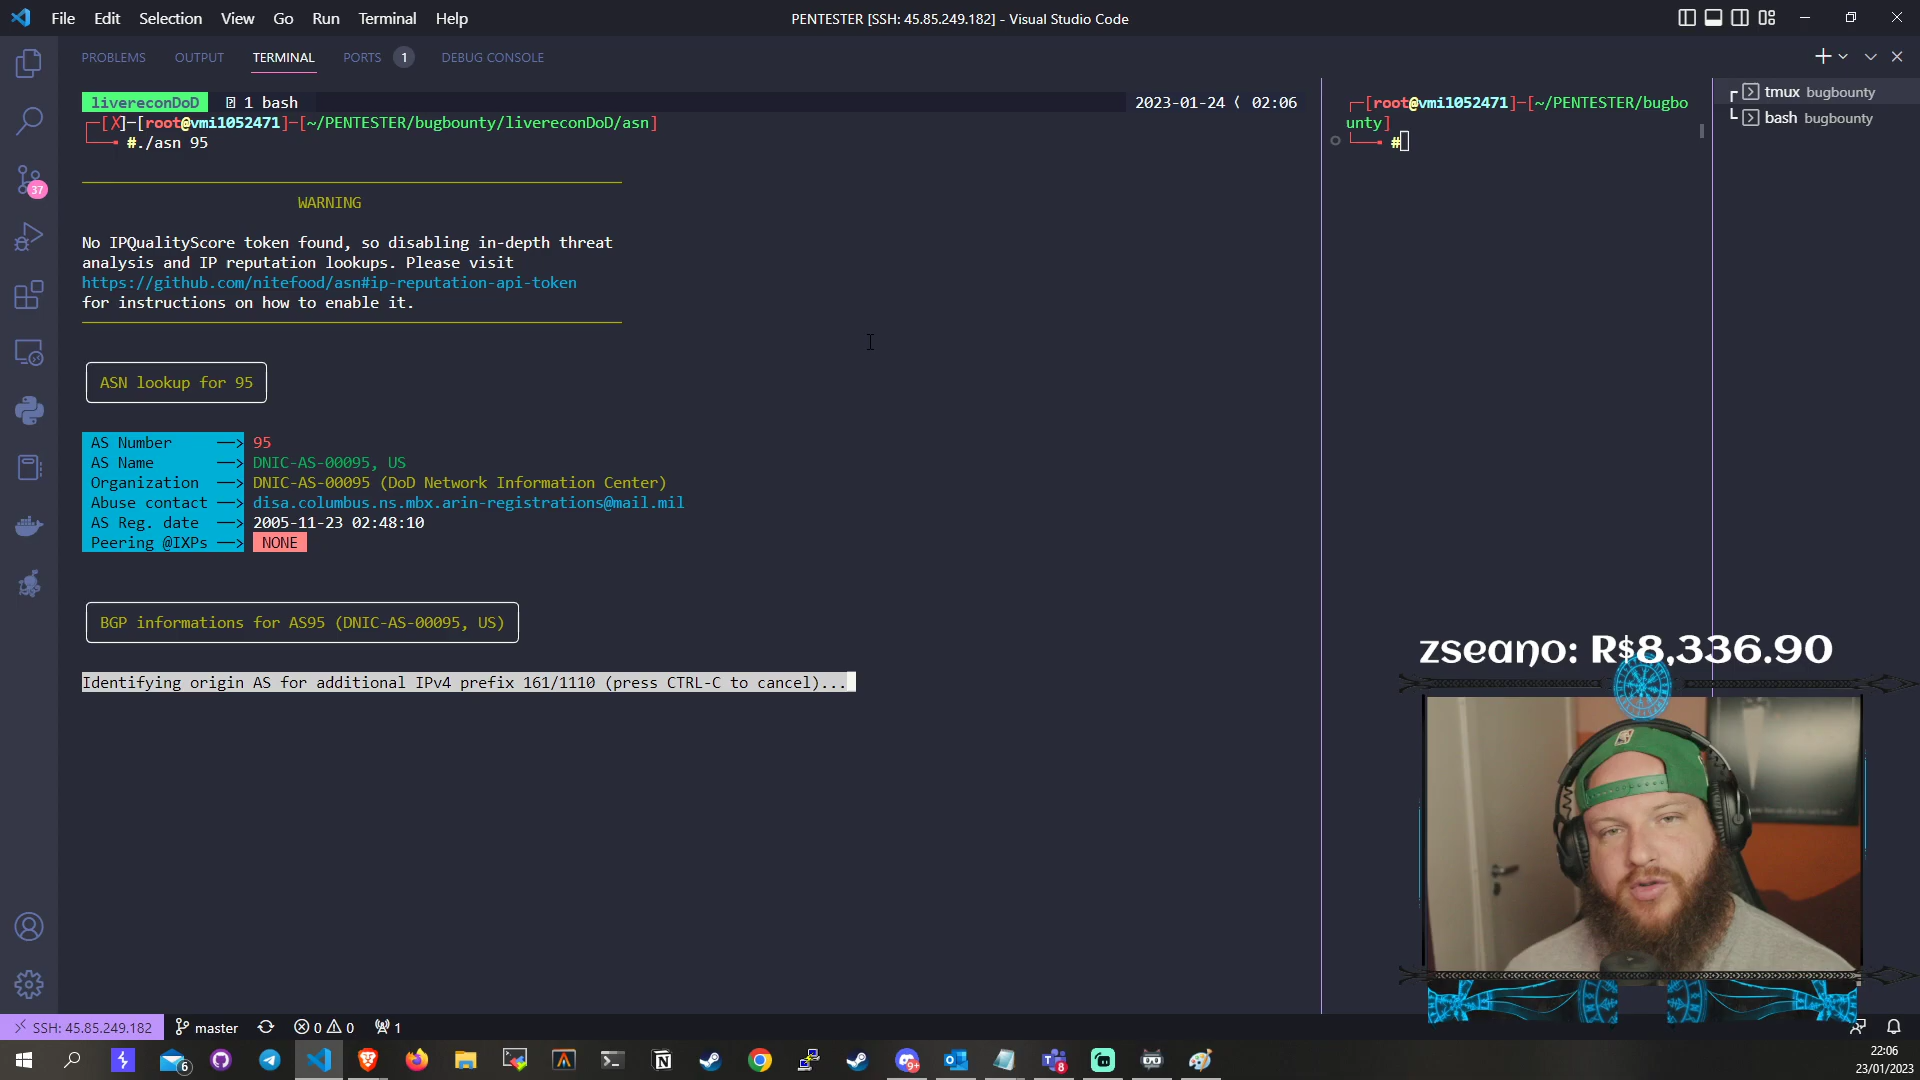 File Edit Selection View Go Run Terminal Help
PENTESTER [SSH: 45.85.249.182] - Visual Studio Code
PROBLEMS OUTPUT TERMINAL PORTS 1 DEBUG CONSOLE
livereconDoD 1 bash
2023-01-24 ⟨ 02:06
┌─[✗]─[root@vmi1052471]─[~/PENTESTER/bugbounty/livereconDoD/asn]
└──╼ #./asn 95
WARNING
No IPQualityScore token found, so disabling in-depth threat
analysis and IP reputation lookups. Please visit
https://github.com/nitefood/asn#ip-reputation-api-token
for instructions on how to enable it.
ASN lookup for 95
AS Number ──> 95
AS Name ──> DNIC-AS-00095, US
Organization ──> DNIC-AS-00095 (DoD Network Information Center)
Abuse contact ──> disa.columbus.ns.mbx.arin-registrations@mail.mil
AS Reg. date ──> 2005-11-23 02:48:10
Peering @IXPs ──> NONE
BGP informations for AS95 (DNIC-AS-00095, US)
Identifying origin AS for additional IPv4 prefix 161/1110 (press CTRL-C to cancel)...
┌─[root@vmi1052471]─[~/PENTESTER/bugbo
unty]
└──╼ #
tmux bugbounty
bash bugbounty
37
zseano: R$8,336.90
SSH: 45.85.249.182 master 0 0 1
6
9+
8
22:06
23/01/2023